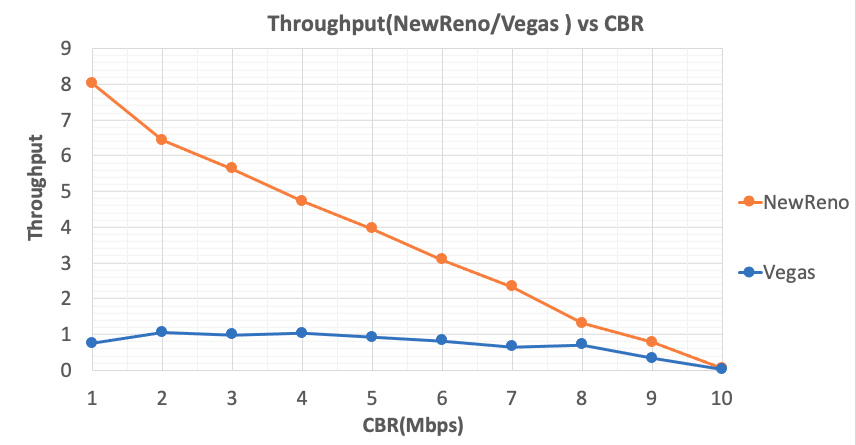 Throughput(NewReno/Vegas ) vs CBR
9
8
7
6
5
4
3
2
1
0
Throughput
1 2 3 4 5 6 7 8 9 10
CBR(Mbps)
NewReno
Vegas